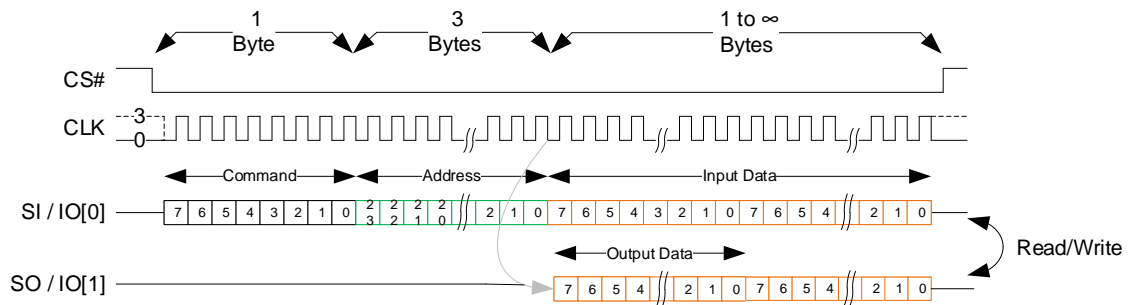 1 3 1 to ∞
Byte Bytes Bytes
CS#
3
CLK
0
Command Address Input Data
SI / IO[0] 7 6 5 4 3 2 1 0 23 22 21 20 2 1 0 7 6 5 4 3 2 1 0 7 6 5 4 2 1 0
Read/Write
Output Data
SO / IO[1] 7 6 5 4 2 1 0 7 6 5 4 2 1 0